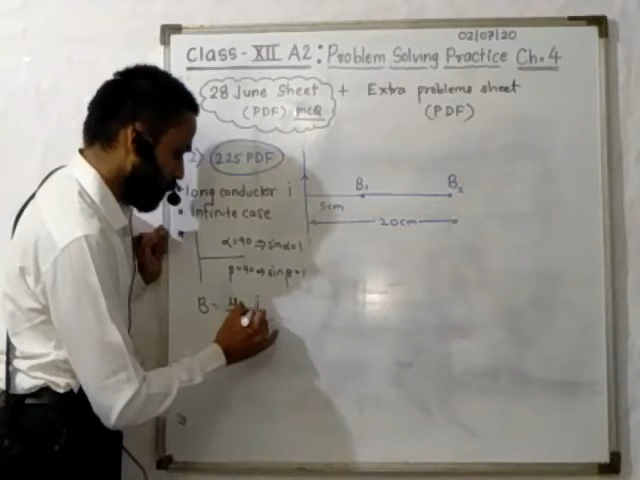 02/07/20
Class - XII A2 : Problem Solving Practice Ch. 4
28 June Sheet + Extra problems sheet
(PDF) MCQ (PDF)
2) 225 PDF
long conductor i
• Infinite case
B₁ B₂
5cm
20cm
α=90 ⇒ sinα=1
β=90 ⇒ sinβ=1
B = μ i